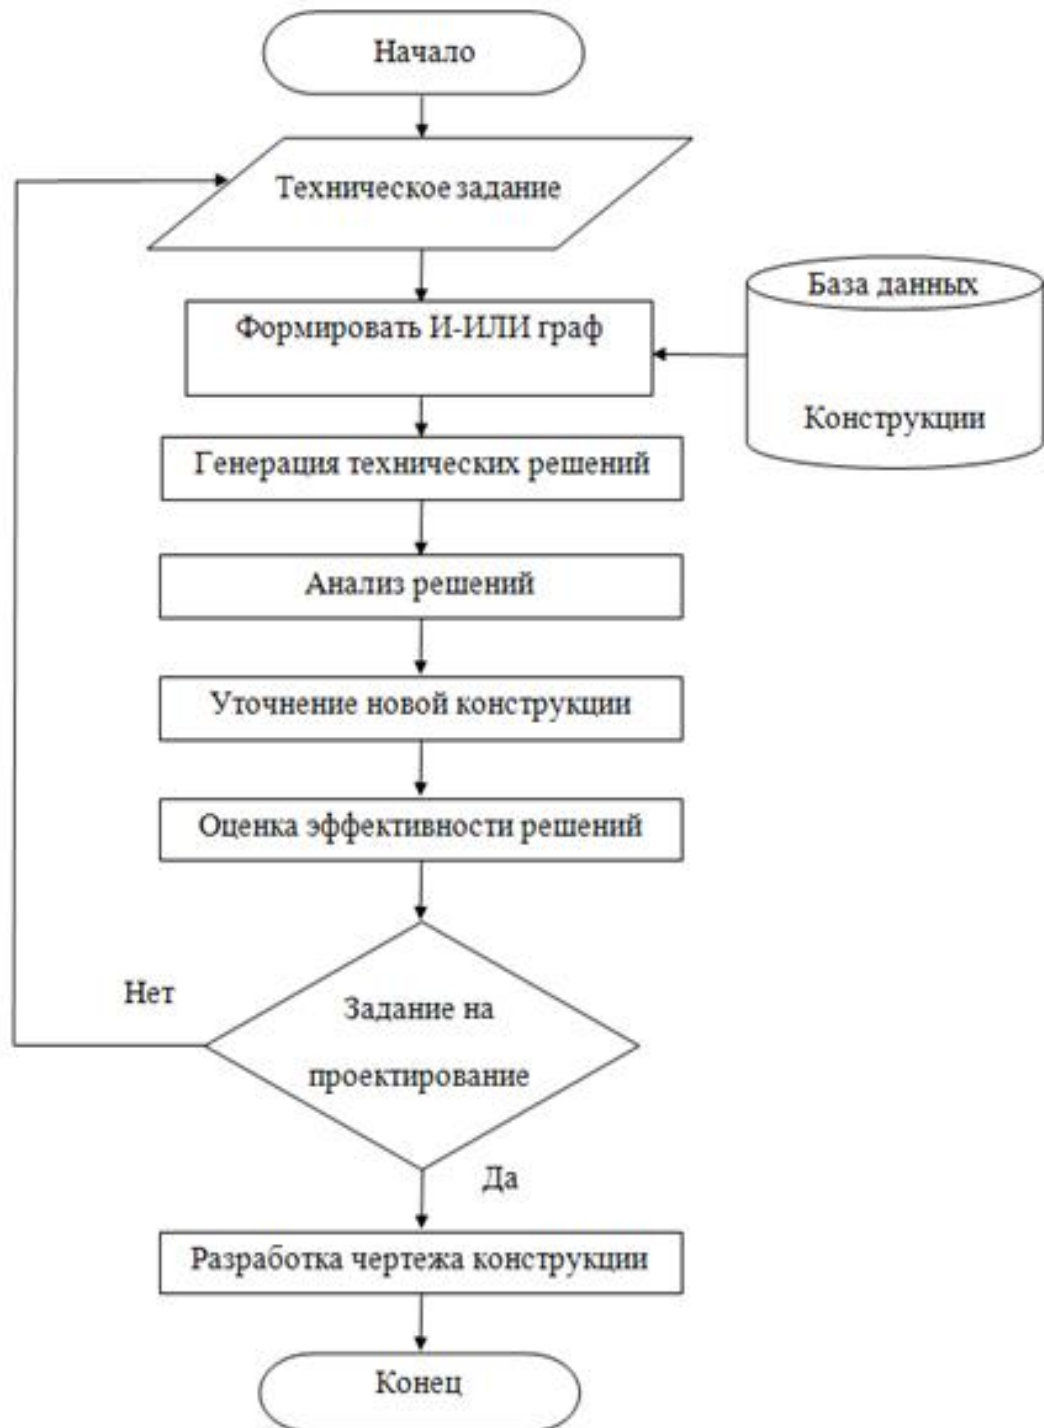 Начало
Техническое задание
База данных
Конструкции
Формировать И-ИЛИ граф
Генерация технических решений
Анализ решений
Уточнение новой конструкции
Оценка эффективности решений
Нет
Задание на
проектирование
Да
Разработка чертежа конструкции
Конец